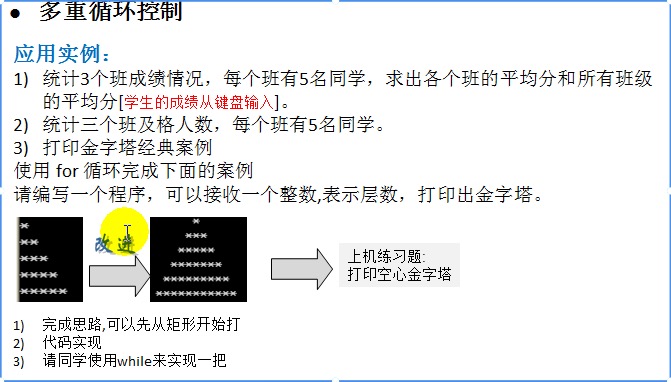 ● 多重循环控制
应用实例：
1) 统计3个班成绩情况，每个班有5名同学，求出各个班的平均分和所有班级
的平均分[学生的成绩从键盘输入]。
2) 统计三个班及格人数，每个班有5名同学。
3) 打印金字塔经典案例
使用 for 循环完成下面的案例
请编写一个程序，可以接收一个整数,表示层数，打印出金字塔。
*
**
***
****
*****
改进
*
***
*****
*******
*********
***********
上机练习题:
打印空心金字塔
1) 完成思路,可以先从矩形开始打
2) 代码实现
3) 请同学使用while来实现一把